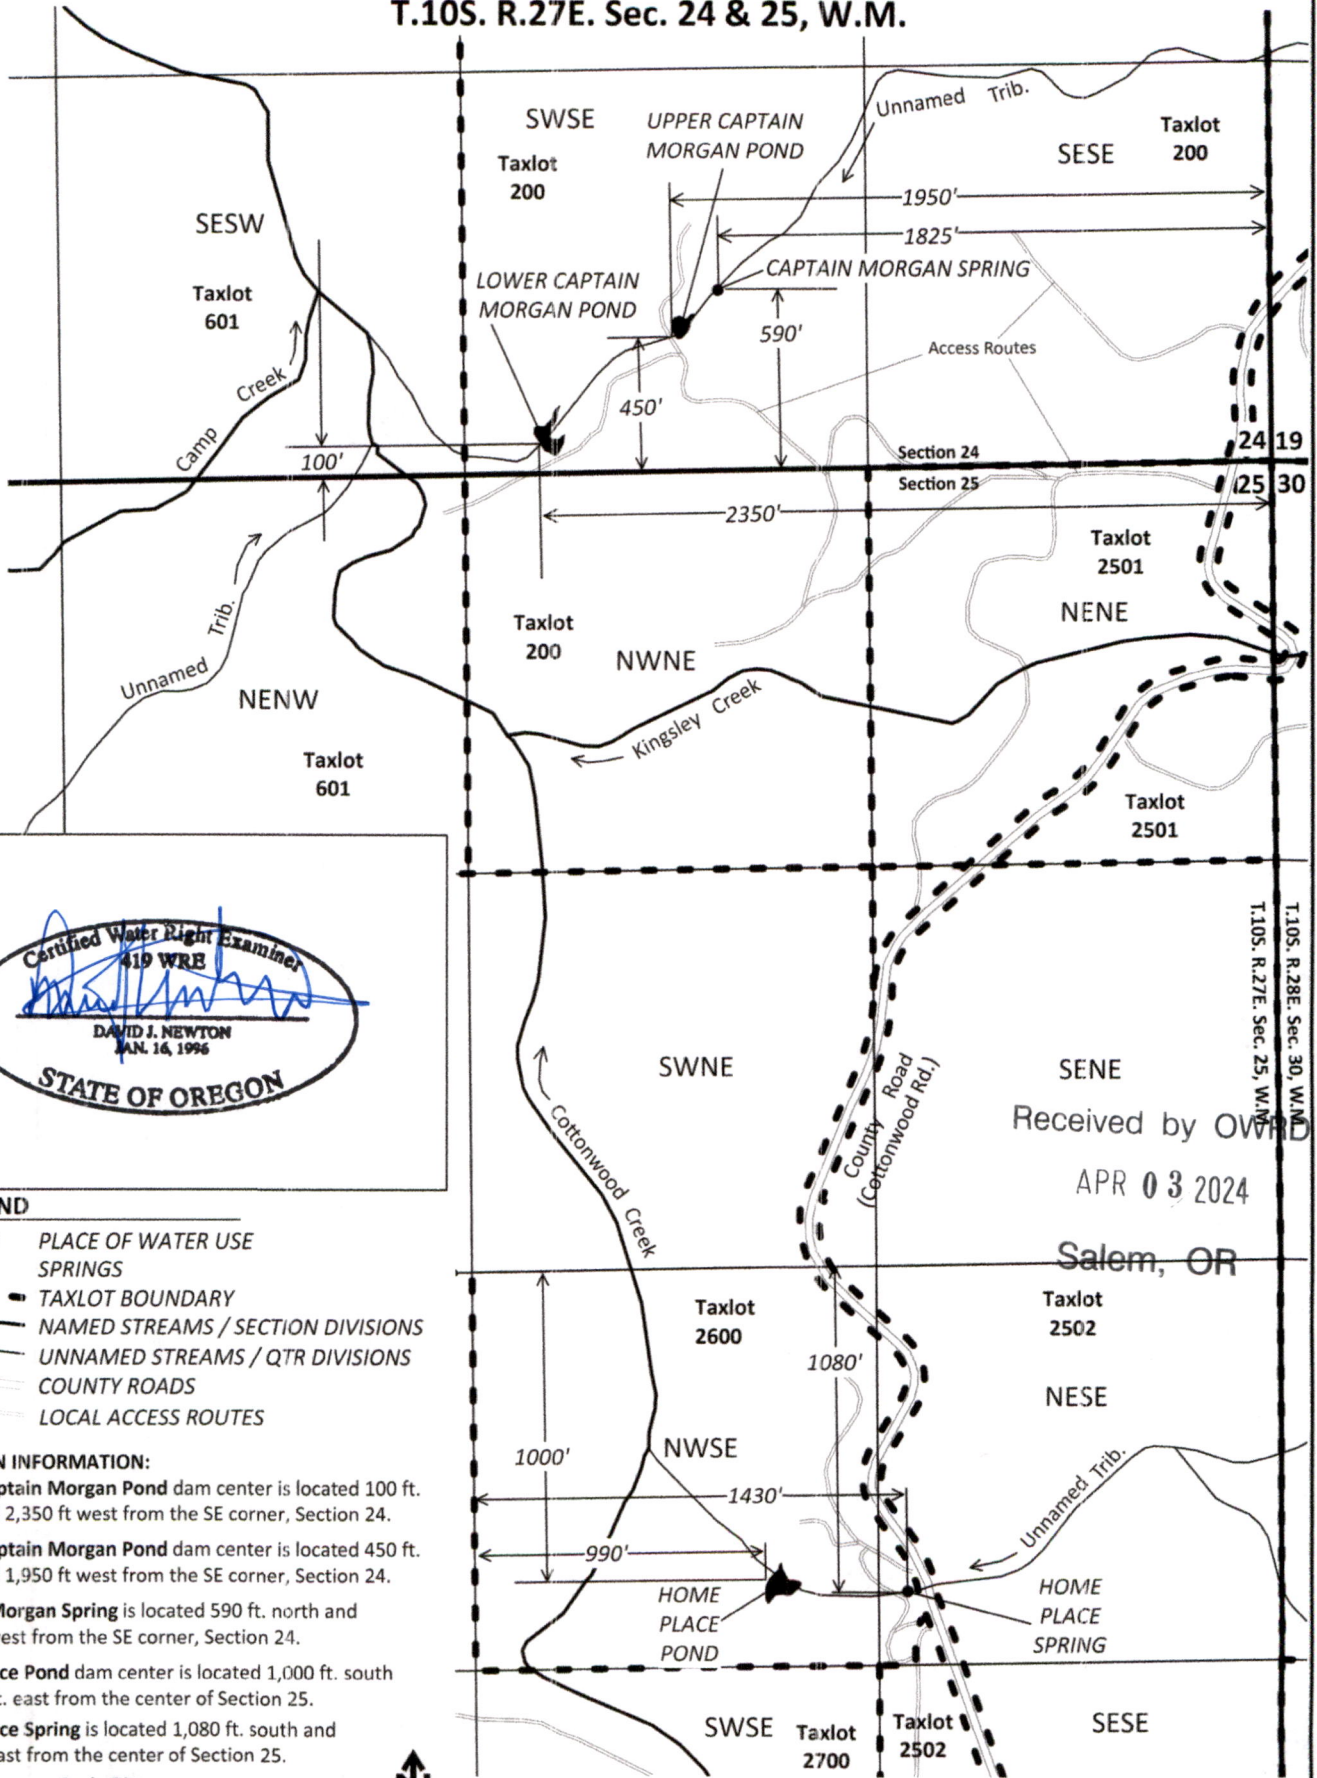 T.10S. R.27E. Sec. 24 & 25, W.M.
SWSE
UPPER CAPTAIN
MORGAN POND
Unnamed Trib.
Taxlot
200
SESE
Taxlot
200
1950'
1825'
SESW
CAPTAIN MORGAN SPRING
LOWER CAPTAIN
MORGAN POND
Taxlot
601
590'
Access Routes
Camp Creek
450'
100'
Section 24
Section 25
24 19
25 30
2350'
Taxlot
2501
NENE
Unnamed Trib.
Taxlot
200
NWNE
NENW
Kingsley Creek
Taxlot
601
Taxlot
2501
T.10S. R.27E. Sec. 25, W.M.
T.10S. R.28E. Sec. 30, W.M.
Certified Water Right Examiner
419 WRE
DAVID J. NEWTON
JAN. 16, 1996
STATE OF OREGON
SWNE
SENE
County Road
(Cottonwood Rd.)
Cottonwood Creek
Received by OWRD
APR 03 2024
Salem, OR
ND
PLACE OF WATER USE
SPRINGS
TAXLOT BOUNDARY
NAMED STREAMS / SECTION DIVISIONS
UNNAMED STREAMS / QTR DIVISIONS
COUNTY ROADS
LOCAL ACCESS ROUTES
Taxlot
2600
Taxlot
2502
1080'
NESE
NWSE
1000'
1430'
Unnamed Trib.
990'
HOME
PLACE
POND
HOME
PLACE
SPRING
N INFORMATION:
ptain Morgan Pond dam center is located 100 ft.
2,350 ft west from the SE corner, Section 24.
ptain Morgan Pond dam center is located 450 ft.
1,950 ft west from the SE corner, Section 24.
Morgan Spring is located 590 ft. north and
est from the SE corner, Section 24.
ce Pond dam center is located 1,000 ft. south
t. east from the center of Section 25.
ce Spring is located 1,080 ft. south and
ast from the center of Section 25.
SWSE
Taxlot
2700
Taxlot
2502
SESE